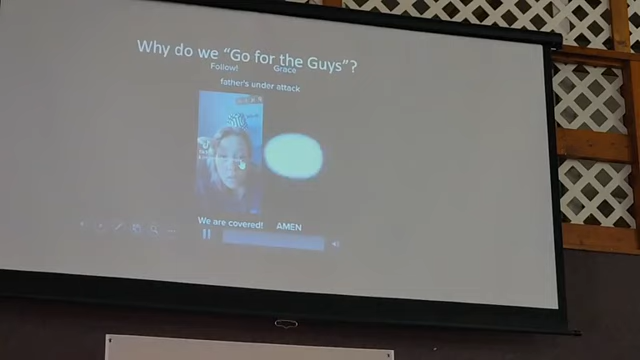 Why do we “Go for the Guys”?
Follow! Grace
father's under attack
We are covered! AMEN